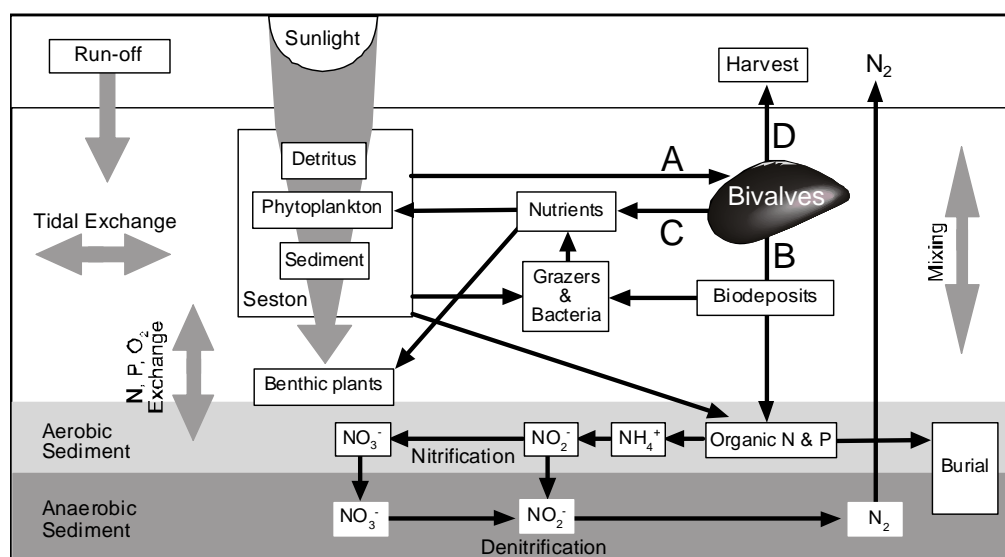 Sunlight
Run-off
Harvest
N₂
D
Detritus
A
Bivalves
Phytoplankton
Nutrients
C
Tidal Exchange
Mixing
Sediment
B
Grazers
&
Bacteria
Biodeposits
Seston
N, P, O₂
Exchange
Benthic plants
Aerobic
Sediment
NO₃⁻
Nitrification
NO₂⁻
NH₄⁺
Organic N & P
Burial
Anaerobic
Sediment
NO₃⁻
NO₂⁻
N₂
Denitrification